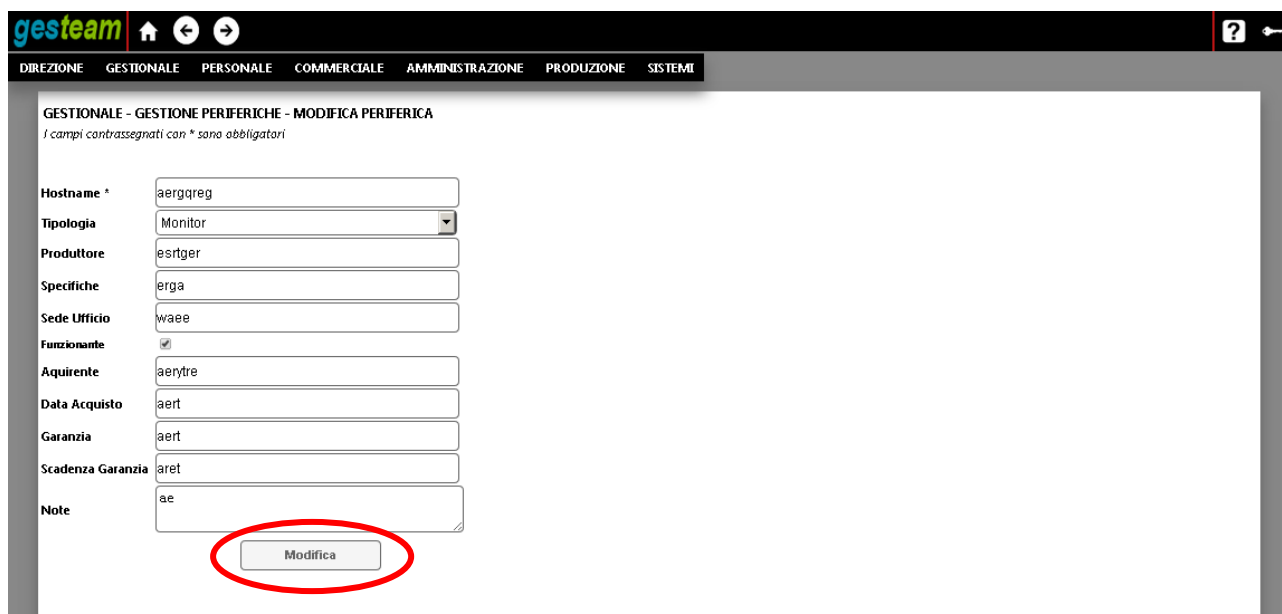 gesteam
?
DIREZIONE GESTIONALE PERSONALE COMMERCIALE AMMINISTRAZIONE PRODUZIONE SISTEMI
GESTIONALE - GESTIONE PERIFERICHE - MODIFICA PERIFERICA
I campi contrassegnati con * sono obbligatori
Hostname * aergqreg
Tipologia Monitor
Produttore esrtger
Specifiche erga
Sede Ufficio waee
Funzionante
Aquirente aerytre
Data Acquisto aert
Garanzia aert
Scadenza Garanzia aret
Note ae
Modifica